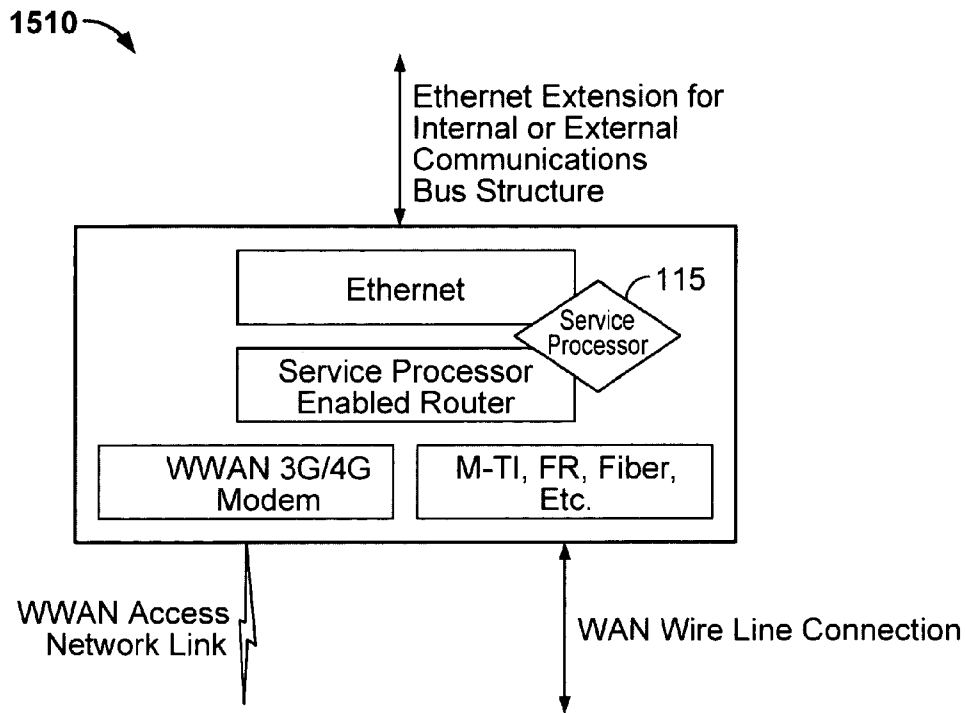 1510
Ethernet Extension for
Internal or External
Communications
Bus Structure
Ethernet
115
Service
Processor
Service Processor
Enabled Router
WWAN 3G/4G
Modem
M-TI, FR, Fiber,
Etc.
WWAN Access
Network Link
WAN Wire Line Connection